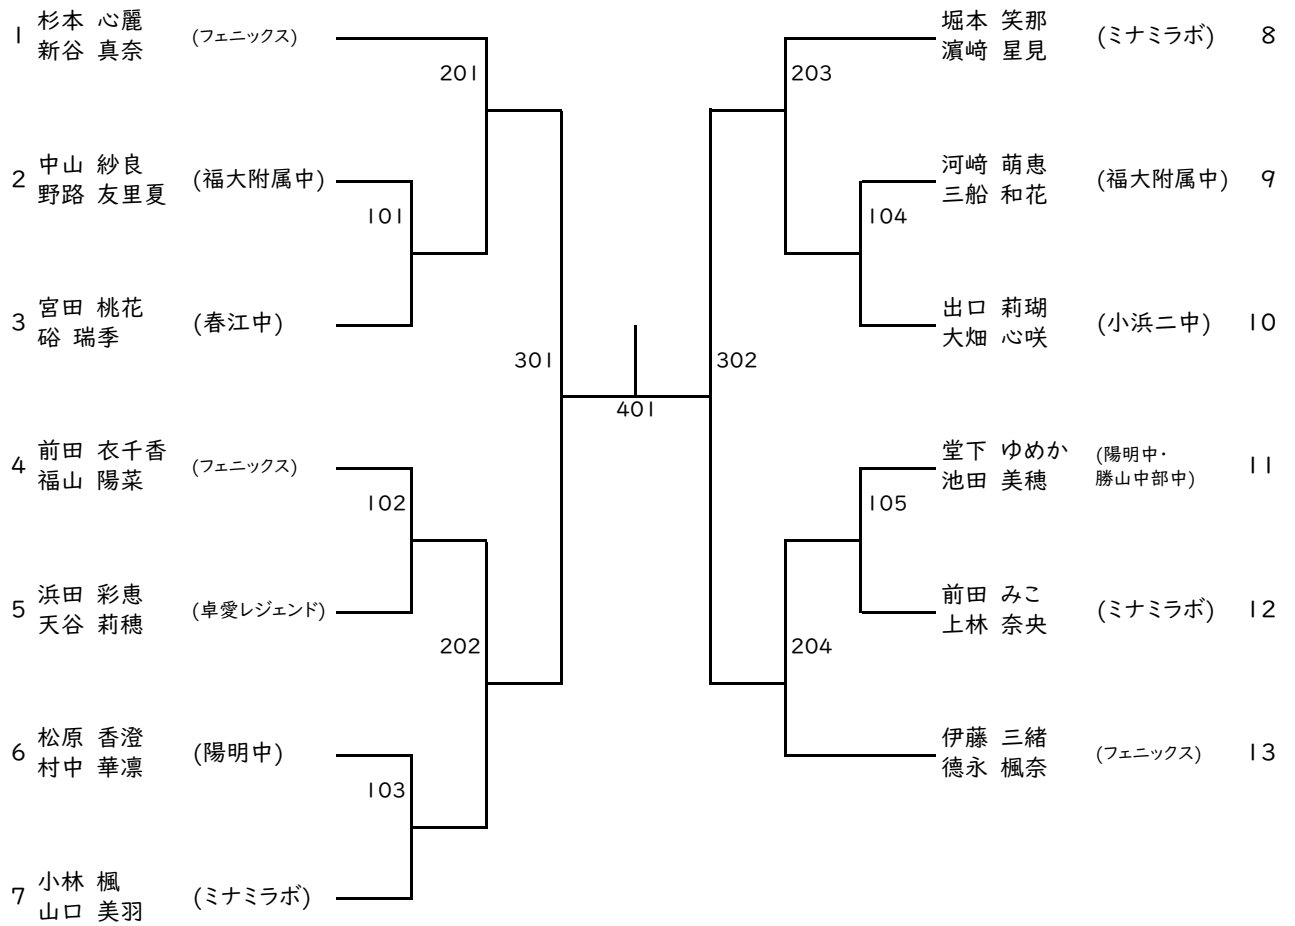 1 杉本 心麗 (フェニックス)
新谷 真奈
201
2 中山 紗良 (福大附属中)
野路 友里夏
101
3 宮田 桃花 (春江中)
硲 瑞季
301
4 前田 衣千香 (フェニックス)
福山 陽菜
102
5 浜田 彩恵 (卓愛レジェンド)
天谷 莉穂
202
6 松原 香澄 (陽明中)
村中 華凛
103
7 小林 楓 (ミナミラボ)
山口 美羽
401
堀本 笑那 (ミナミラボ) 8
濵﨑 星見
203
河﨑 萌恵 (福大附属中) 9
三船 和花
104
出口 莉瑚 (小浜二中) 10
大畑 心咲
302
堂下 ゆめか (陽明中・ 11
池田 美穂 勝山中部中)
105
前田 みこ (ミナミラボ) 12
上林 奈央
204
伊藤 三緒 (フェニックス) 13
德永 楓奈